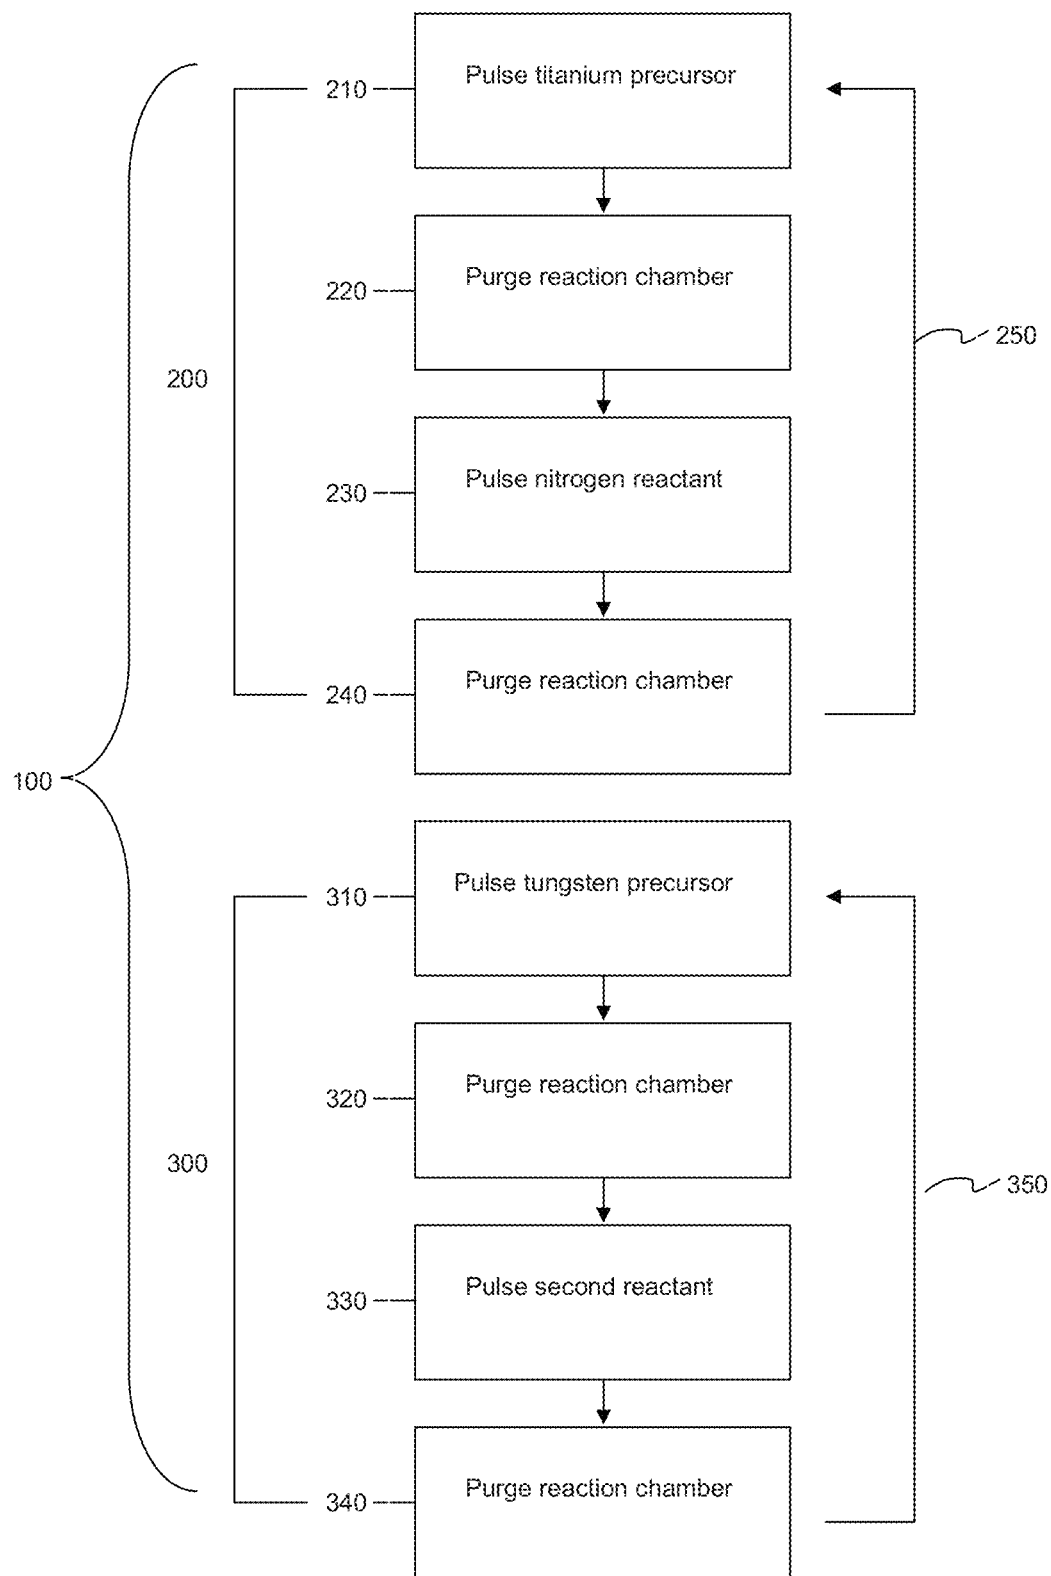 Pulse titanium precursor
210
Purge reaction chamber
220
250
200
Pulse nitrogen reactant
230
Purge reaction chamber
240
100
Pulse tungsten precursor
310
Purge reaction chamber
320
300
350
Pulse second reactant
330
Purge reaction chamber
340